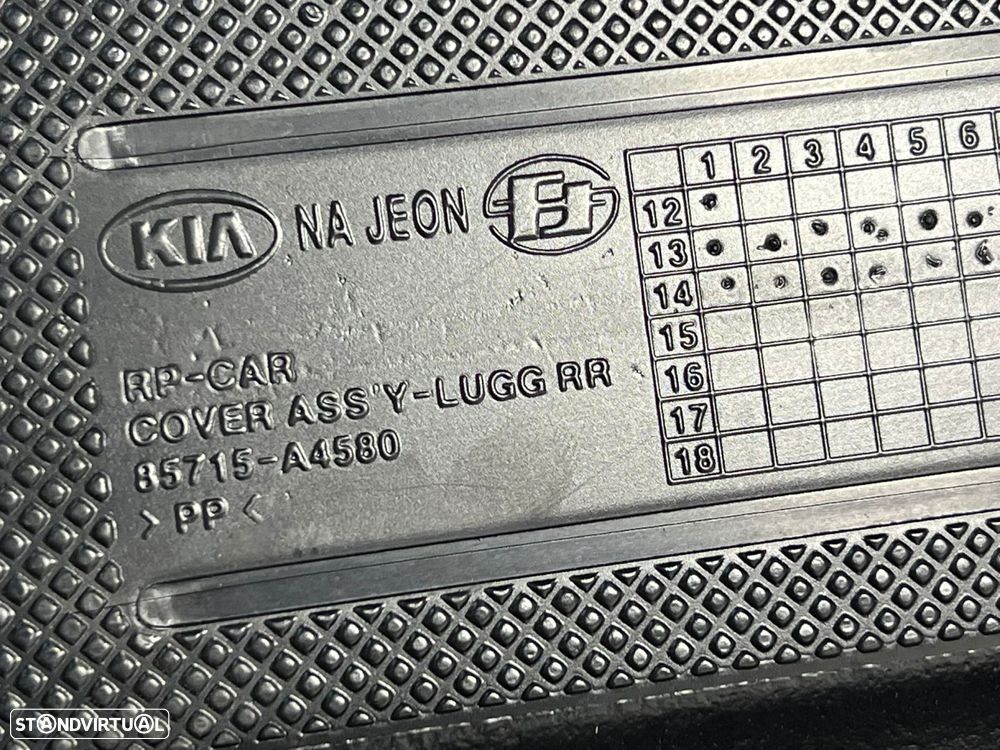 KIA NA JEON
RP-CAR
COVER ASS'Y-LUGG RR
85715-A4580
> PP <
1 2 3 4 5 6
12
13
14
15
16
17
18
STANDVIRTUAL